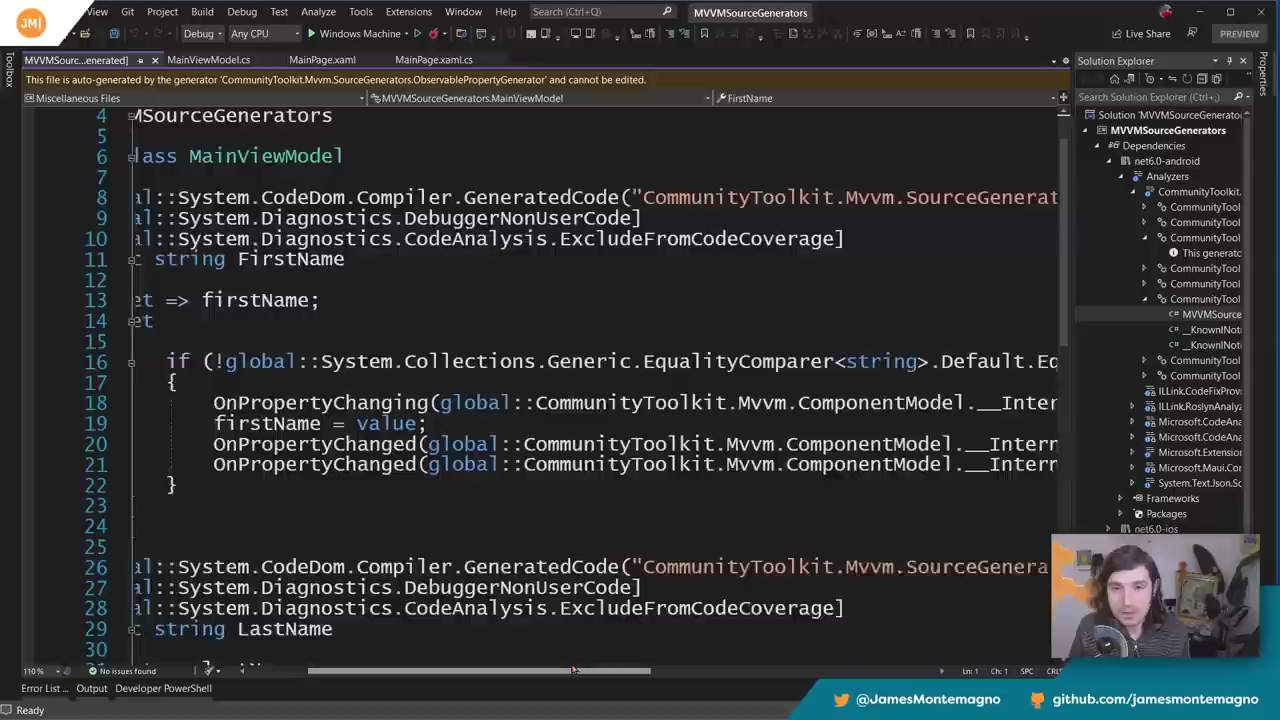 JM|
View Git Project Build Debug Test Analyze Tools Extensions Window Help Search (Ctrl+Q) MVVMSourceGenerators
Debug Any CPU Windows Machine Live Share PREVIEW
Toolbox
MVVMSourc...enerated] MainViewModel.cs MainPage.xaml MainPage.xaml.cs
This file is auto-generated by the generator 'CommunityToolkit.Mvvm.SourceGenerators.ObservablePropertyGenerator' and cannot be edited.
Miscellaneous Files MVVMSourceGenerators.MainViewModel FirstName
4 MSourceGenerators
5
6 lass MainViewModel
7
8 al::System.CodeDom.Compiler.GeneratedCode("CommunityToolkit.Mvvm.SourceGenerat
9 al::System.Diagnostics.DebuggerNonUserCode]
10 al::System.Diagnostics.CodeAnalysis.ExcludeFromCodeCoverage]
11 c string FirstName
12
13 et => firstName;
14 et
15
16 if (!global::System.Collections.Generic.EqualityComparer<string>.Default.Eq
17 {
18 OnPropertyChanging(global::CommunityToolkit.Mvvm.ComponentModel.__Intern
19 firstName = value;
20 OnPropertyChanged(global::CommunityToolkit.Mvvm.ComponentModel.__Intern
21 OnPropertyChanged(global::CommunityToolkit.Mvvm.ComponentModel.__Intern
22 }
23
24
25
26 al::System.CodeDom.Compiler.GeneratedCode("CommunityToolkit.Mvvm.SourceGenera
27 al::System.Diagnostics.DebuggerNonUserCode]
28 al::System.Diagnostics.CodeAnalysis.ExcludeFromCodeCoverage]
29 c string LastName
30
110 % No issues found Ln: 1 Ch: 1 SPC CRL
Error List ... Output Developer PowerShell
Ready
Solution Explorer
Search Solution Explorer (Ctrl+;)
Solution 'MVVMSourceGenerator
MVVMSourceGenerators
Dependencies
net6.0-android
Analyzers
CommunityToolkit.
CommunityTool
CommunityTool
CommunityTool
This generato
CommunityTool
CommunityTool
CommunityTool
MVVMSource
__KnownINot
__KnownINot
CommunityTool
CommunityTool
ILLink.CodeFixProv
ILLink.RoslynAnalyz
Microsoft.CodeAna
Microsoft.CodeAna
Microsoft.Extension
Microsoft.Maui.Co
System.Text.Json.So
Frameworks
Packages
net6.0-ios
Properties
@JamesMontemagno github.com/jamesmontemagno